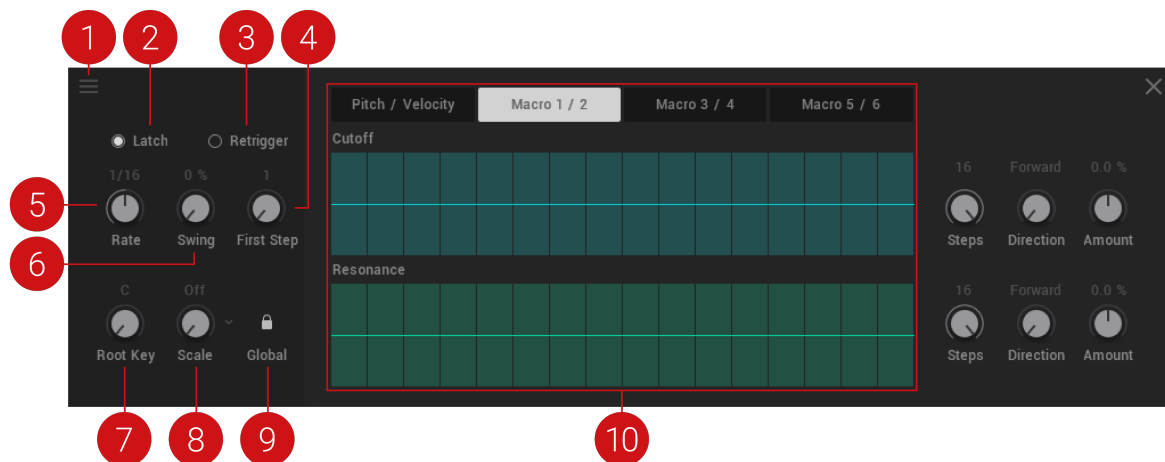 1 2 3 4
Pitch / Velocity Macro 1 / 2 Macro 3 / 4 Macro 5 / 6
Latch Retrigger
Cutoff
1/16 0 % 1
16 Forward 0.0 %
5
Rate Swing First Step
Steps Direction Amount
6
Resonance
C Off
16 Forward 0.0 %
Root Key Scale Global
Steps Direction Amount
7 8 9 10